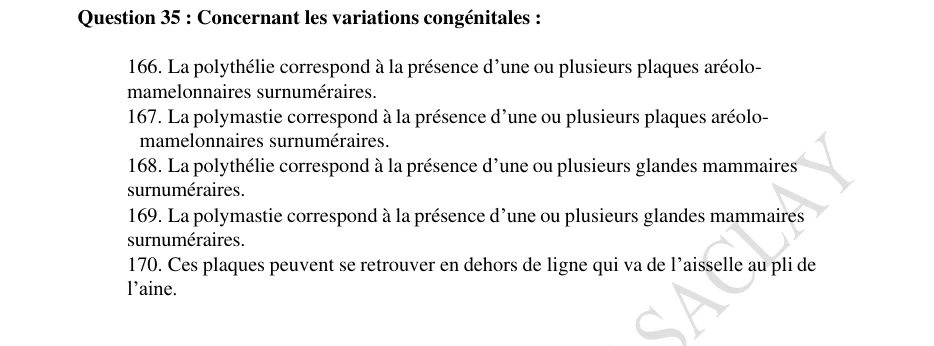 Question 35 : Concernant les variations congénitales :
166. La polythélie correspond à la présence d’une ou plusieurs plaques aréolo-
mamelonnaires surnuméraires.
167. La polymastie correspond à la présence d’une ou plusieurs plaques aréolo-
mamelonnaires surnuméraires.
168. La polythélie correspond à la présence d’une ou plusieurs glandes mammaires
surnuméraires.
169. La polymastie correspond à la présence d’une ou plusieurs glandes mammaires
surnuméraires.
170. Ces plaques peuvent se retrouver en dehors de ligne qui va de l’aisselle au pli de
l’aine.
SACLAY